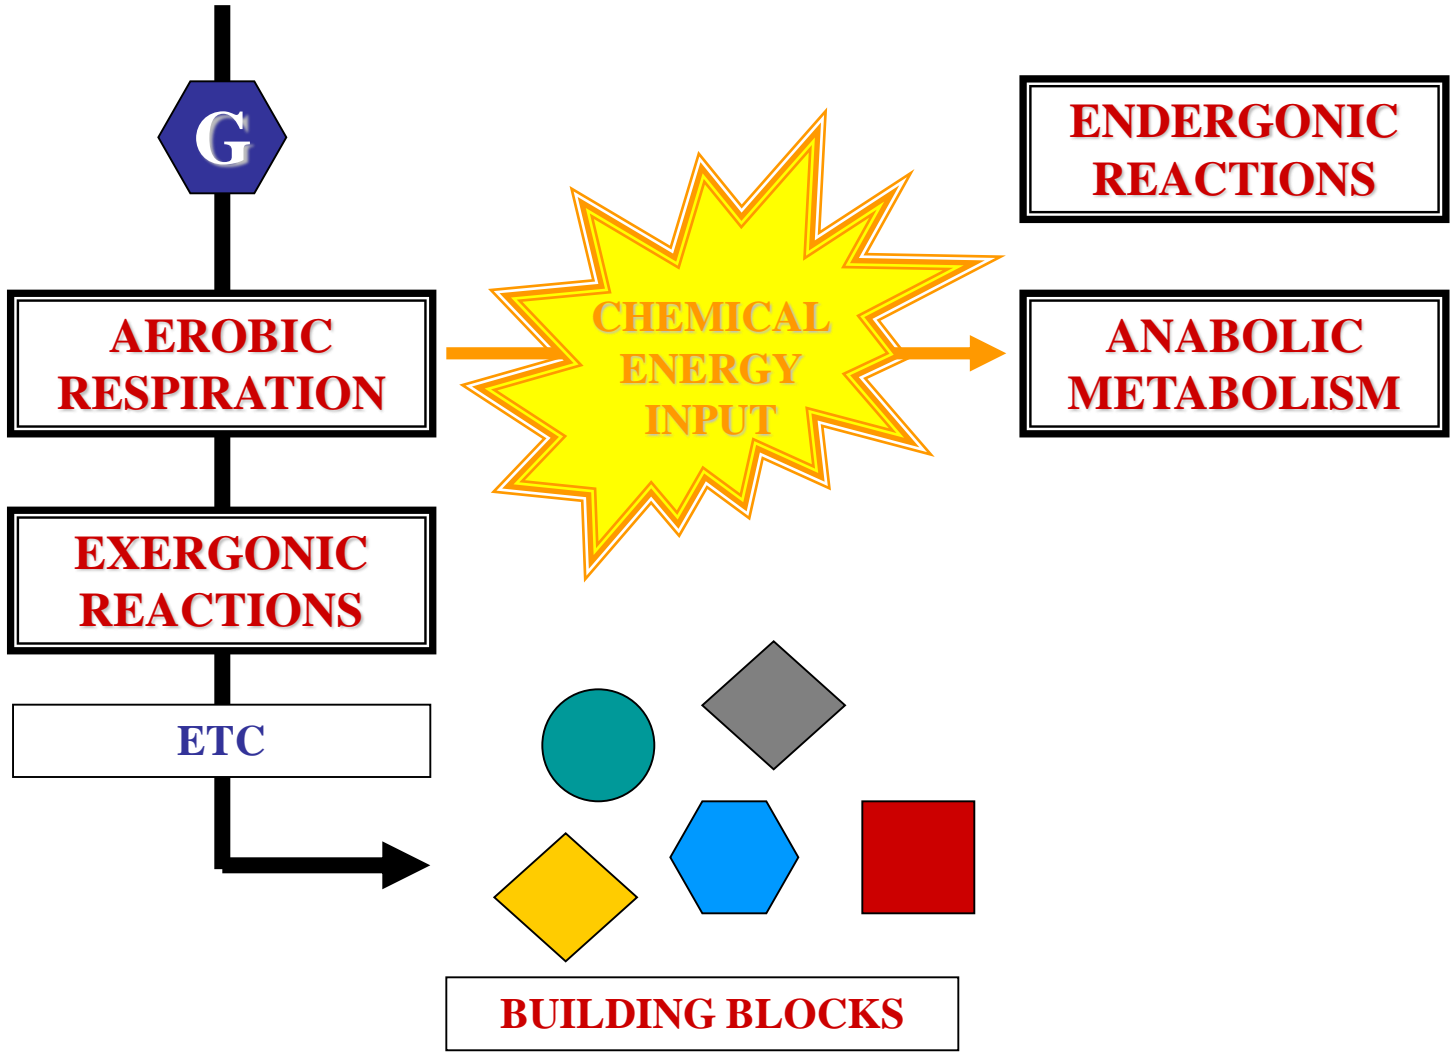 G
ENDERGONIC
REACTIONS
AEROBIC
RESPIRATION
CHEMICAL
ENERGY
INPUT
ANABOLIC
METABOLISM
EXERGONIC
REACTIONS
ETC
BUILDING BLOCKS